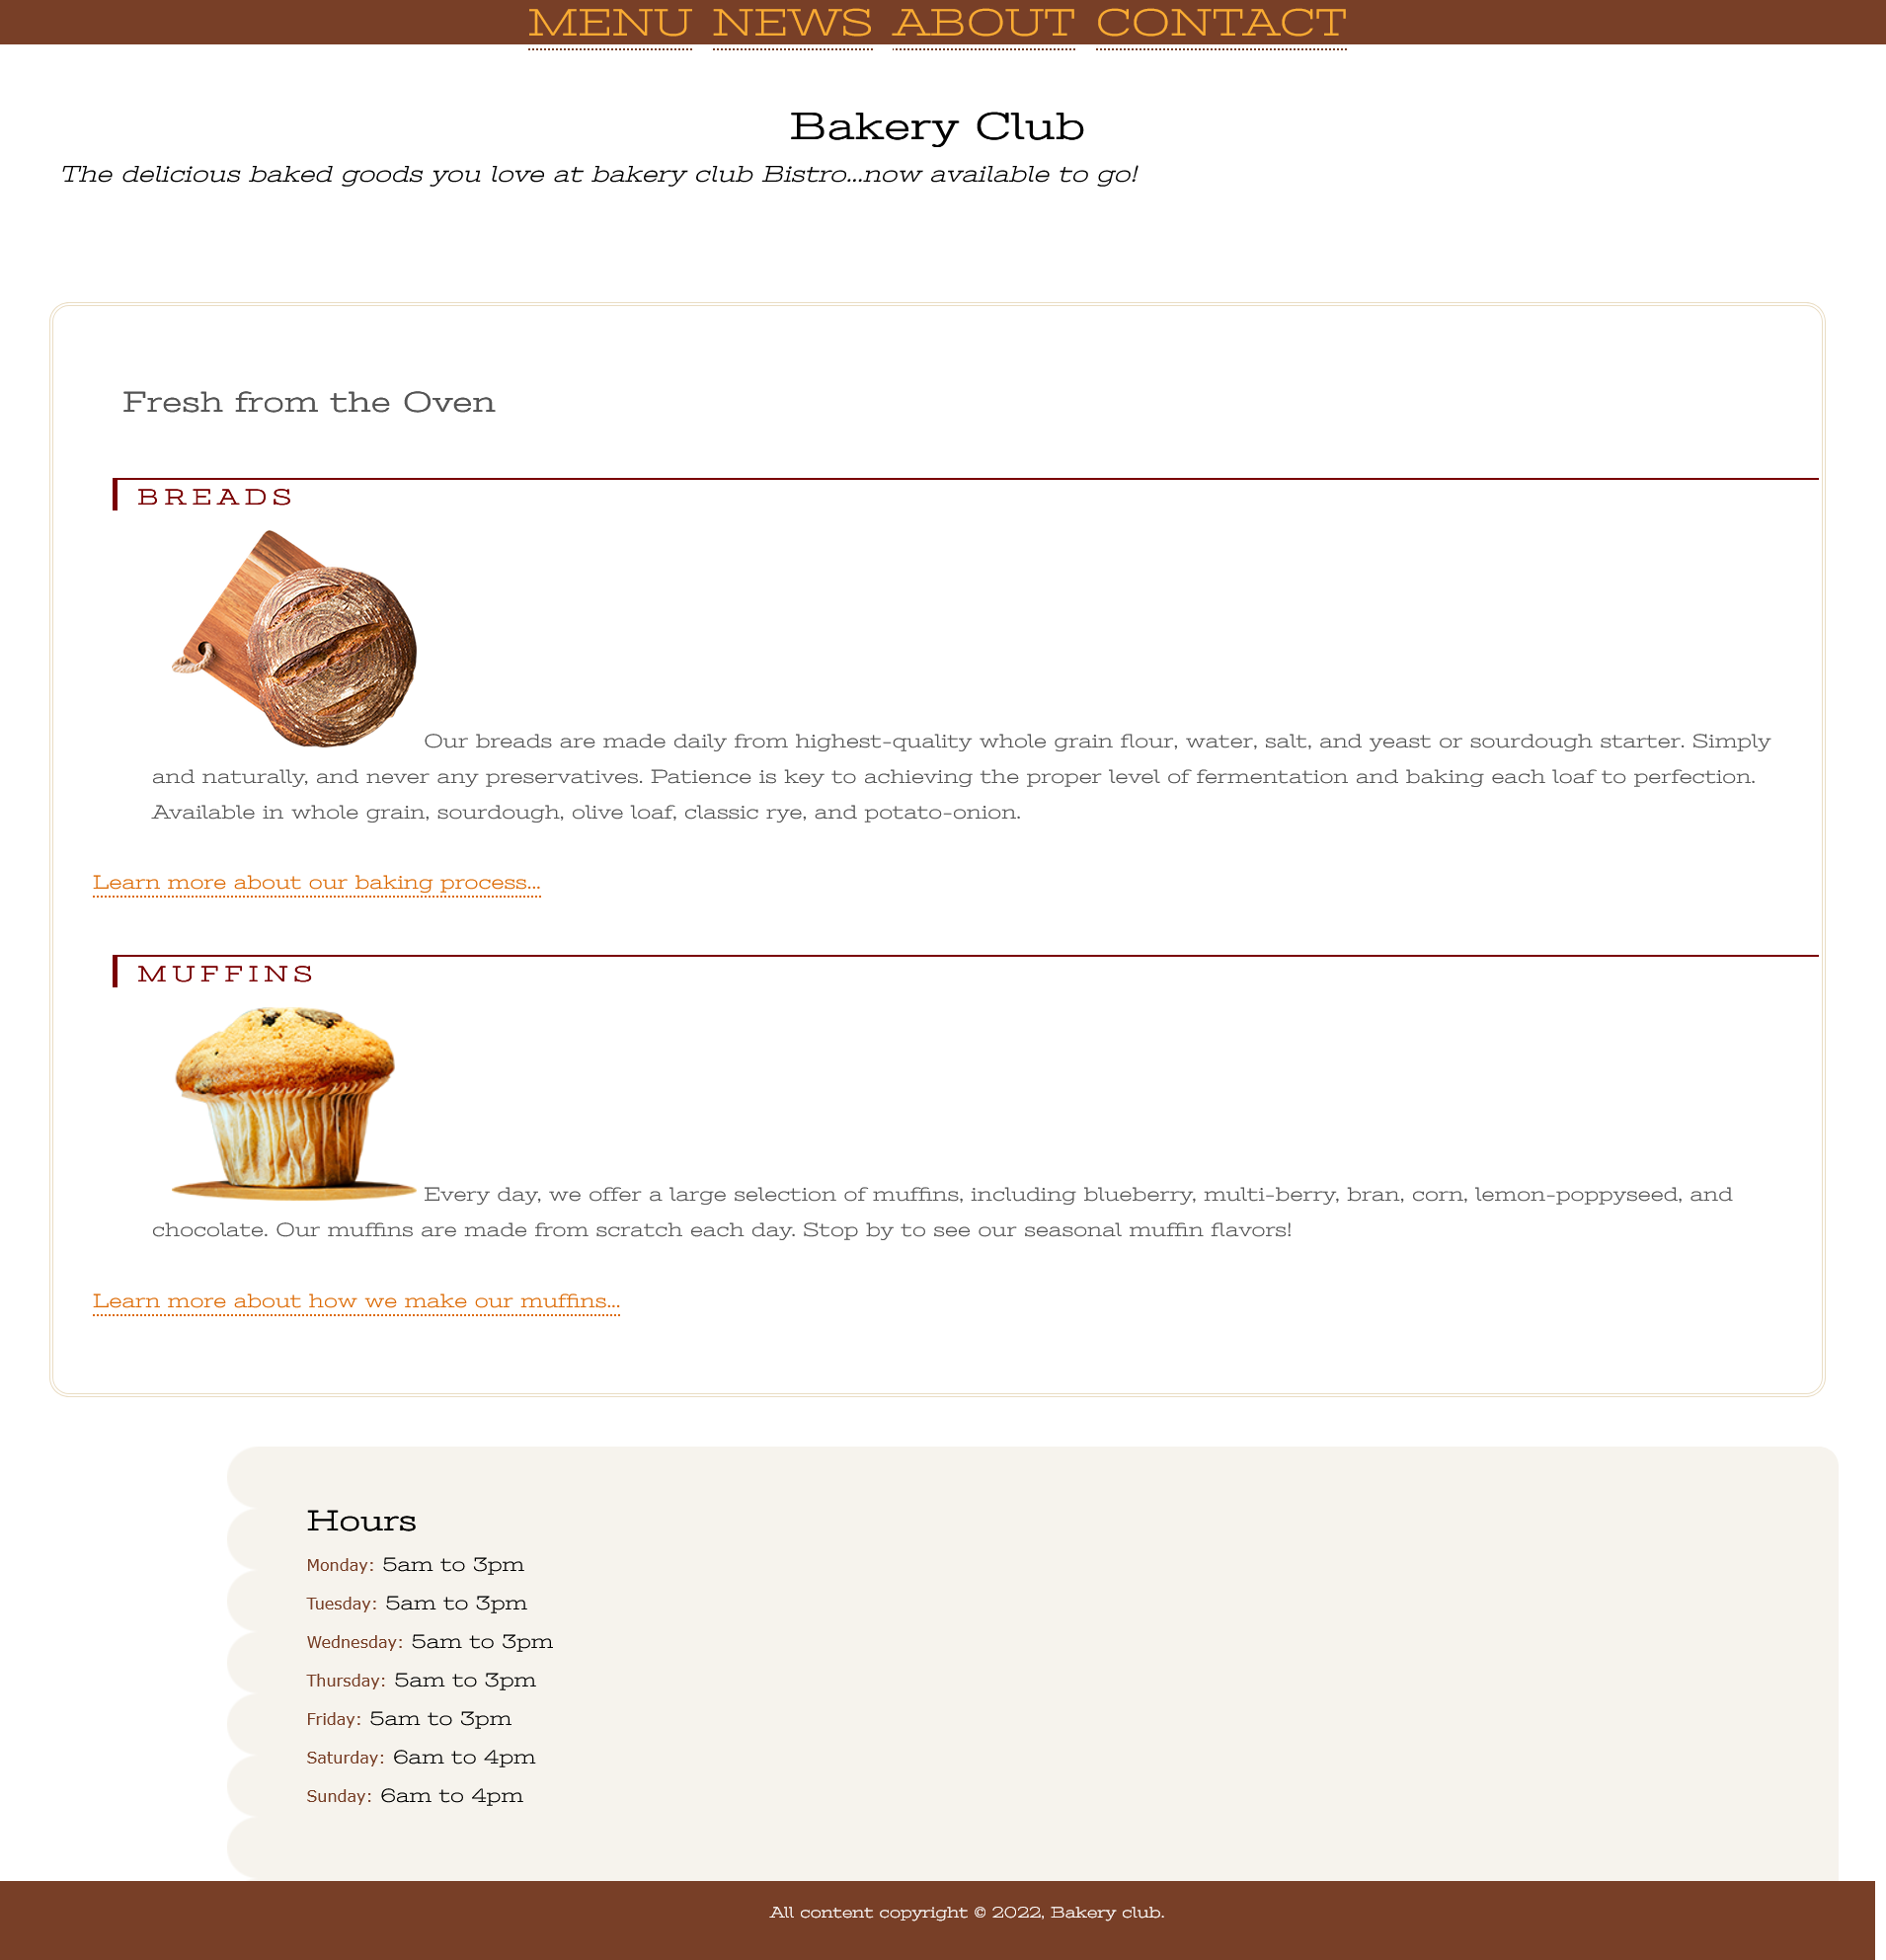 MENU NEWS ABOUT CONTACT
Bakery Club
The delicious baked goods you love at bakery club Bistro...now available to go!
Fresh from the Oven
BREADS
Our breads are made daily from highest-quality whole grain flour, water, salt, and yeast or sourdough starter. Simply
and naturally, and never any preservatives. Patience is key to achieving the proper level of fermentation and baking each loaf to perfection.
Available in whole grain, sourdough, olive loaf, classic rye, and potato-onion.
Learn more about our baking process...
MUFFINS
Every day, we offer a large selection of muffins, including blueberry, multi-berry, bran, corn, lemon-poppyseed, and
chocolate. Our muffins are made from scratch each day. Stop by to see our seasonal muffin flavors!
Learn more about how we make our muffins...
Hours
Monday: 5am to 3pm
Tuesday: 5am to 3pm
Wednesday: 5am to 3pm
Thursday: 5am to 3pm
Friday: 5am to 3pm
Saturday: 6am to 4pm
Sunday: 6am to 4pm
All content copyright © 2022, Bakery club.